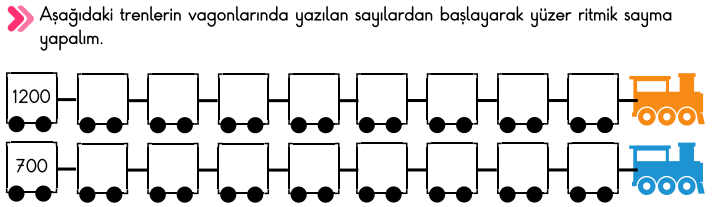 Aşağıdaki trenlerin vagonlarında yazılan sayılardan başlayarak yüzer ritmik sayma
yapalım.
1200
700